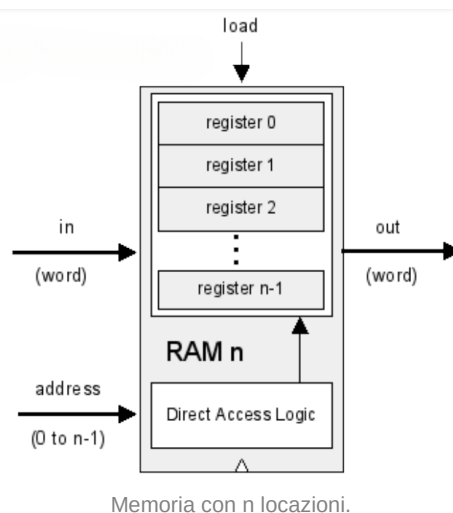 load
register 0
register 1
register 2
in
out
(word)
(word)
register n-1
RAM n
address
Direct Access Logic
(0 to n-1)
Memoria con n locazioni.